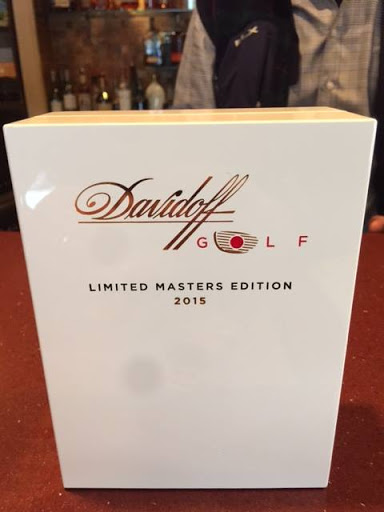 Davidoff
GOLF
LIMITED MASTERS EDITION
2015